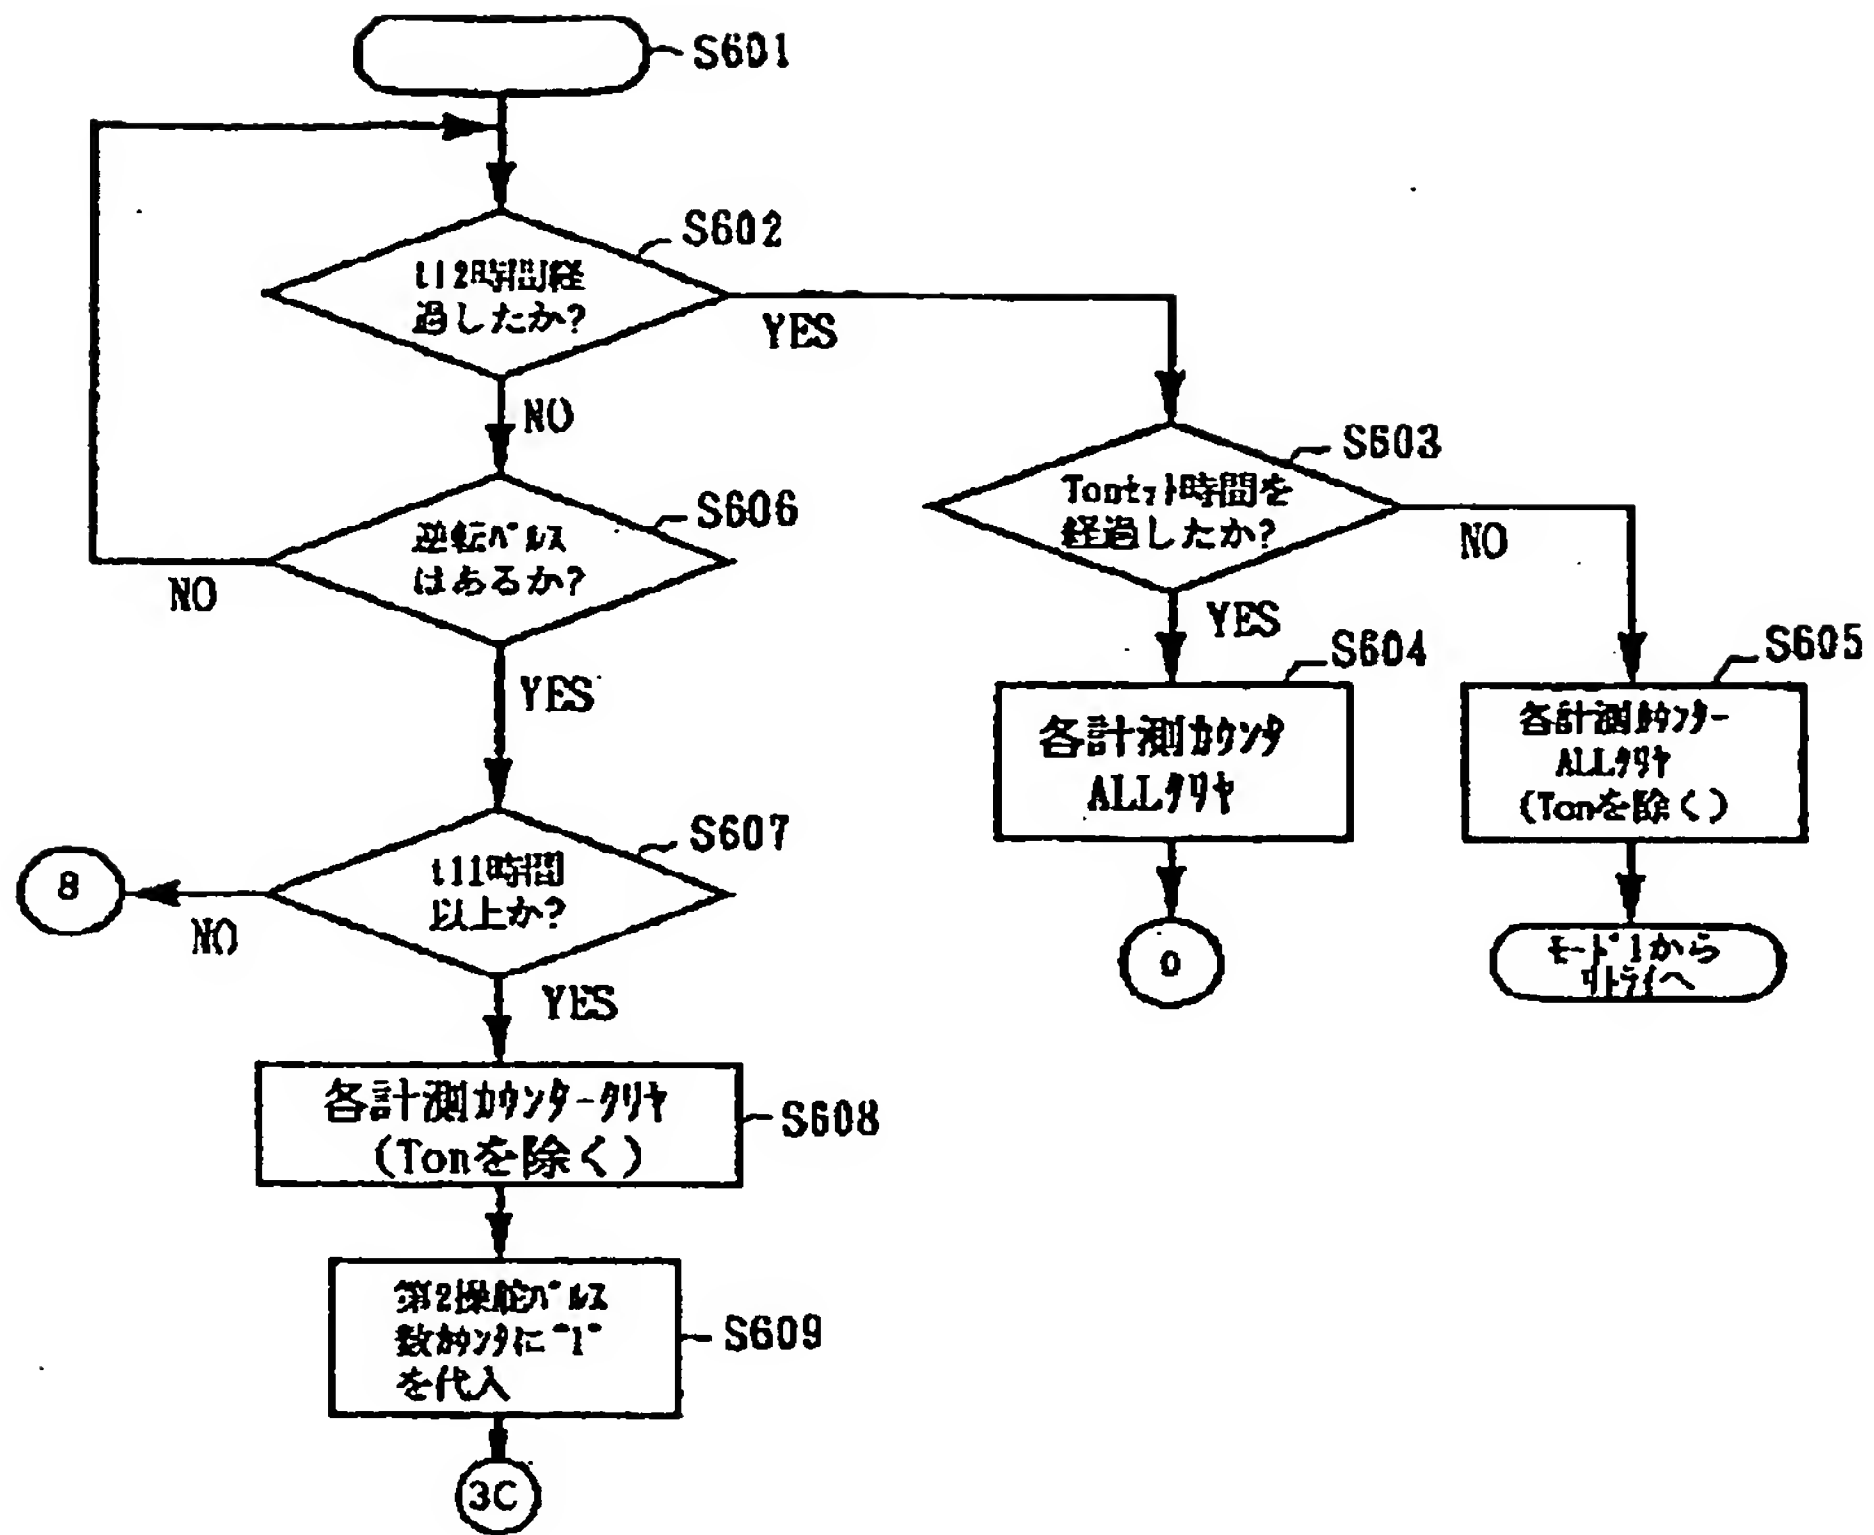 S601
S602
t12時間経
過したか?
YES
NO
S603
Tonセット時間を
経過したか?
NO
YES
S606
逆転パルス
はあるか?
NO
YES
S604
各計測カウンタ
ALLクリヤ
S605
各計測カウンター
ALLクリヤ
(Tonを除く)
S607
t11時間
以上か?
8
NO
YES
0
モード1から
リトライへ
S608
各計測カウンタークリヤ
(Tonを除く)
S609
第2操舵パルス
数カウンタに"1"
を代入
3C